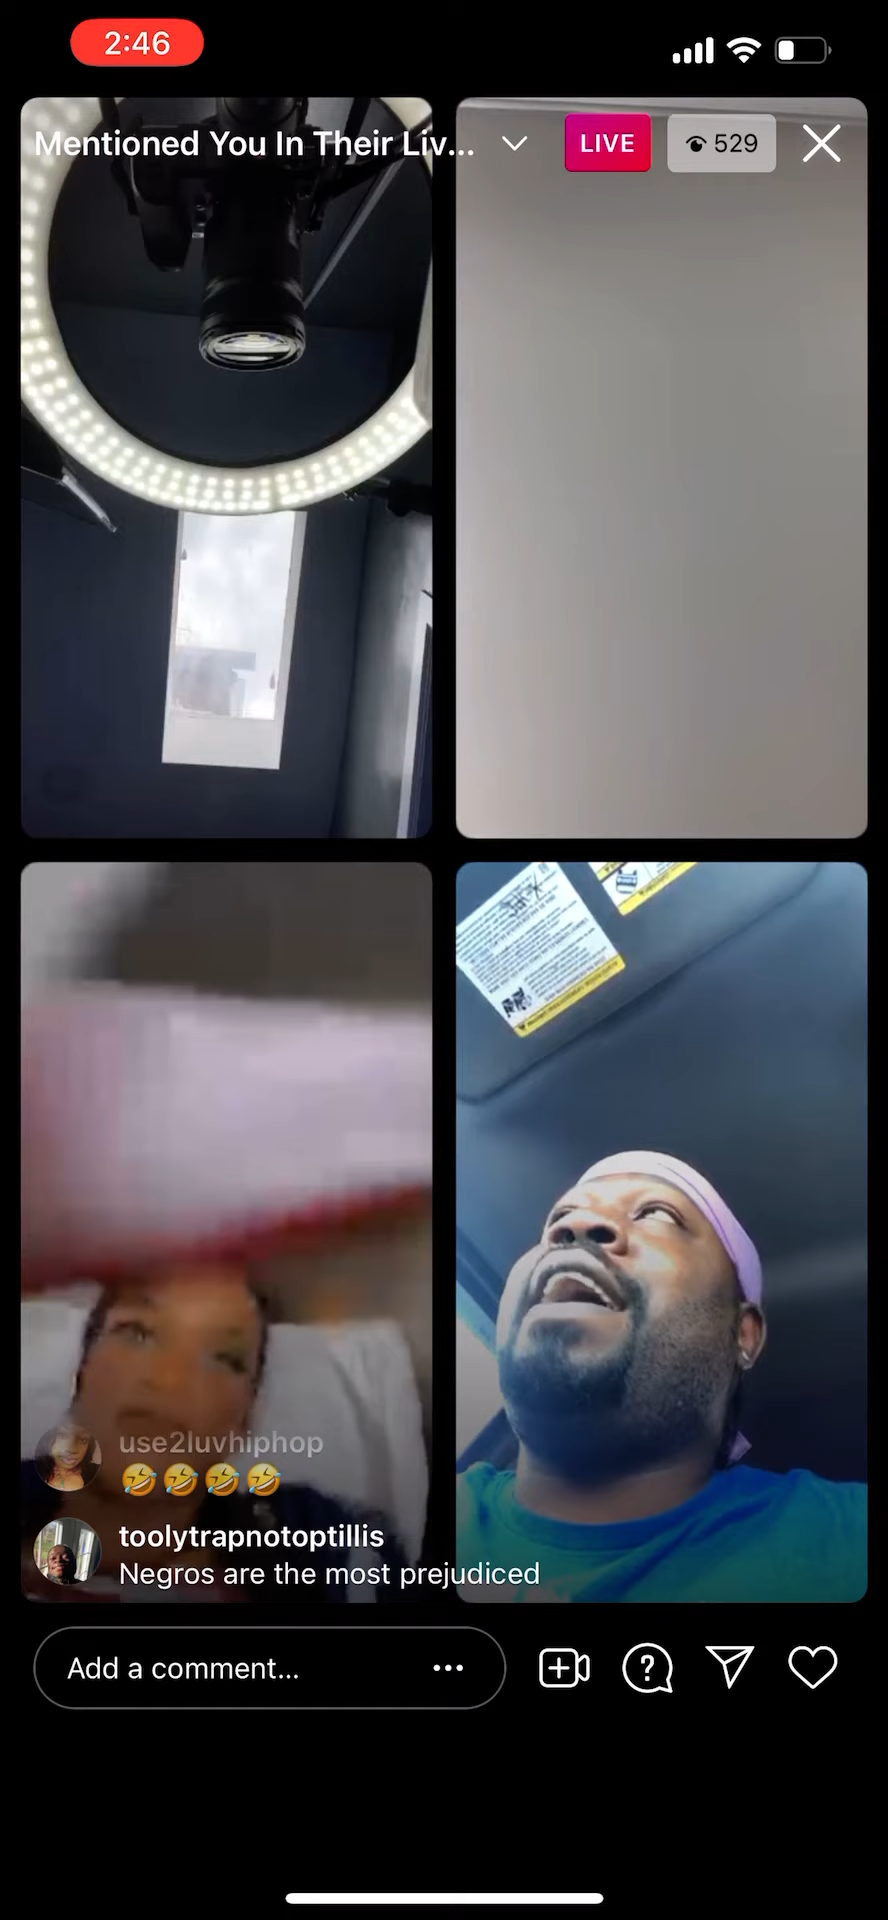 2:46
Mentioned You In Their Liv...
LIVE
529
use2luvhiphop
🤣🤣🤣🤣
toolytrapnotoptillis
Negros are the most prejudiced
Add a comment...